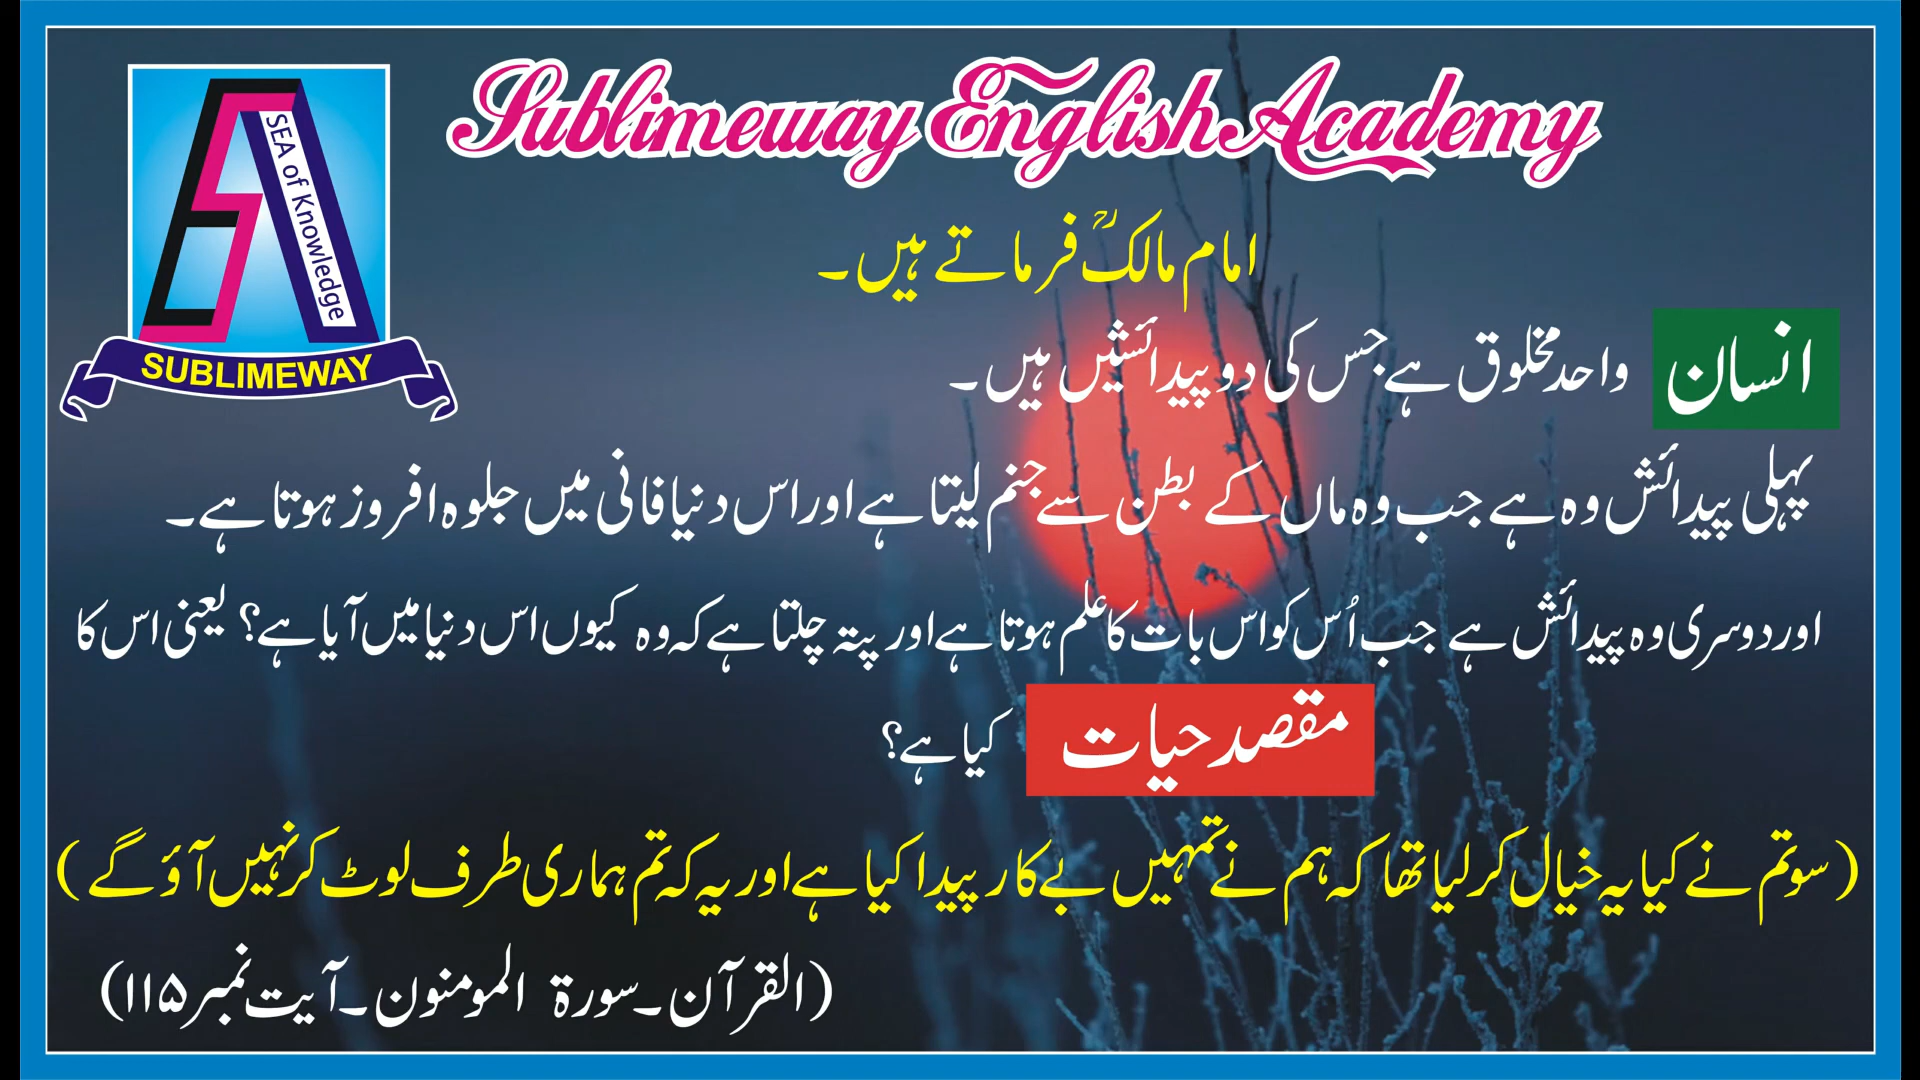 Sublimeway English Academy
SEA of Knowledge
SUBLIMEWAY
امام مالکؒ فرماتے ہیں۔
انسان واحد مخلوق ہے جس کی دو پیدائشیں ہیں۔
پہلی پیدائش وہ ہے جب وہ ماں کے بطن سے جنم لیتا ہے اور اس دنیا فانی میں جلوہ افروز ہوتا ہے۔
اور دوسری وہ پیدائش ہے جب اُس کو اس بات کا علم ہوتا ہے اور پتہ چلتا ہے کہ وہ کیوں اس دنیا میں آیا ہے؟ یعنی اس کا
مقصد حیات کیا ہے؟
(سو تم نے کیا یہ خیال کر لیا تھا کہ ہم نے تمہیں بے کار پیدا کیا ہے اور یہ کہ تم ہماری طرف لوٹ کر نہیں آؤ گے)
(القرآن۔سورۃ المومنون۔آیت نمبر ۱۱۵)